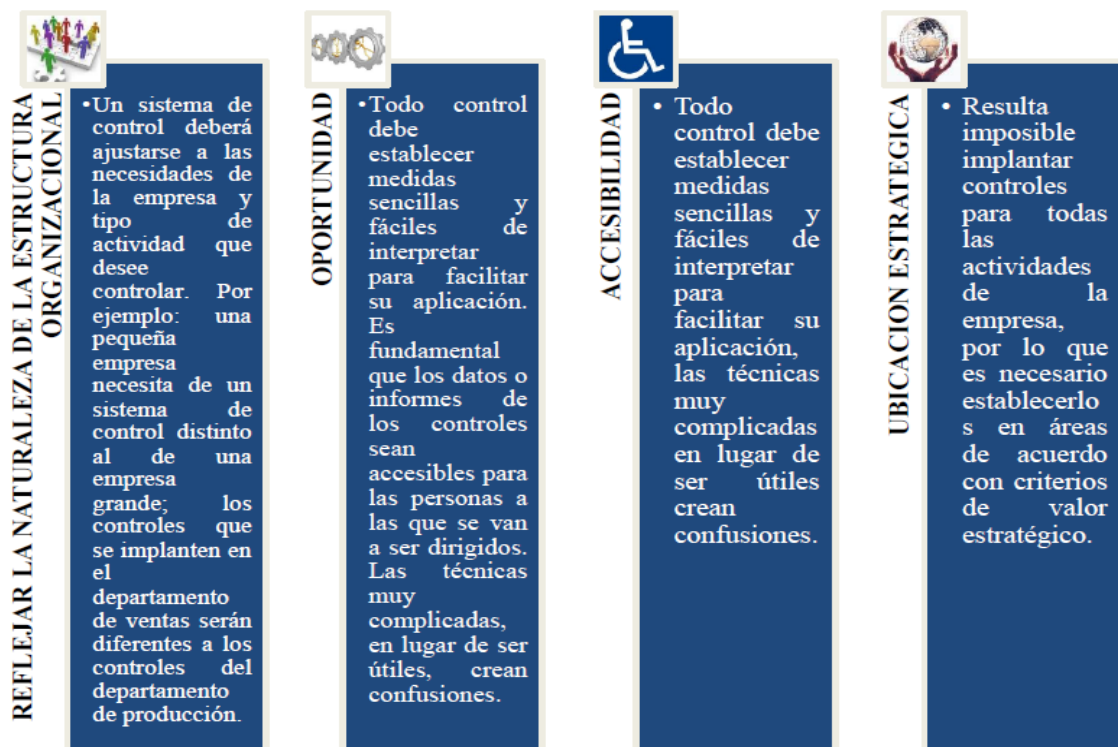 REFLEJAR LA NATURALEZA DE LA ESTRUCTURA
ORGANIZACIONAL
•Un sistema de
control deberá
ajustarse a las
necesidades de
la empresa y
tipo de
actividad que
desee
controlar. Por
ejemplo: una
pequeña
empresa
necesita de un
sistema de
control distinto
al de una
empresa
grande; los
controles que
se implanten en
el
departamento
de ventas serán
diferentes a los
controles del
departamento
de producción.
OPORTUNIDAD
•Todo control
debe
establecer
medidas
sencillas y
fáciles de
interpretar
para facilitar
su aplicación.
Es
fundamental
que los datos o
informes de
los controles
sean
accesibles para
las personas a
las que se van
a ser dirigidos.
Las técnicas
muy
complicadas,
en lugar de ser
útiles, crean
confusiones.
ACCESIBILIDAD
• Todo
control debe
establecer
medidas
sencillas y
fáciles de
interpretar
para
facilitar su
aplicación,
las técnicas
muy
complicadas
en lugar de
ser útiles
crean
confusiones.
UBICACION ESTRATEGICA
• Resulta
imposible
implantar
controles
para todas
las
actividades
de la
empresa,
por lo que
es necesario
establecerlo
s en áreas
de acuerdo
con criterios
de valor
estratégico.